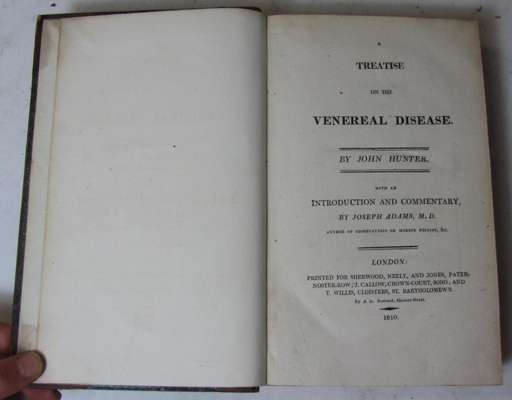 A
TREATISE
ON THE
VENEREAL DISEASE.
BY JOHN HUNTER.
WITH AN
INTRODUCTION AND COMMENTARY,
BY JOSEPH ADAMS, M. D.
AUTHOR OF OBSERVATIONS ON MORBID POISONS, &c.
LONDON:
PRINTED FOR SHERWOOD, NEELY, AND JONES, PATER-
NOSTER-ROW; J. CALLOW, CROWN-COURT, SOHO; AND
T. WILLIS, CLOISTERS, ST. BARTHOLOMEW'S.
By
1810.